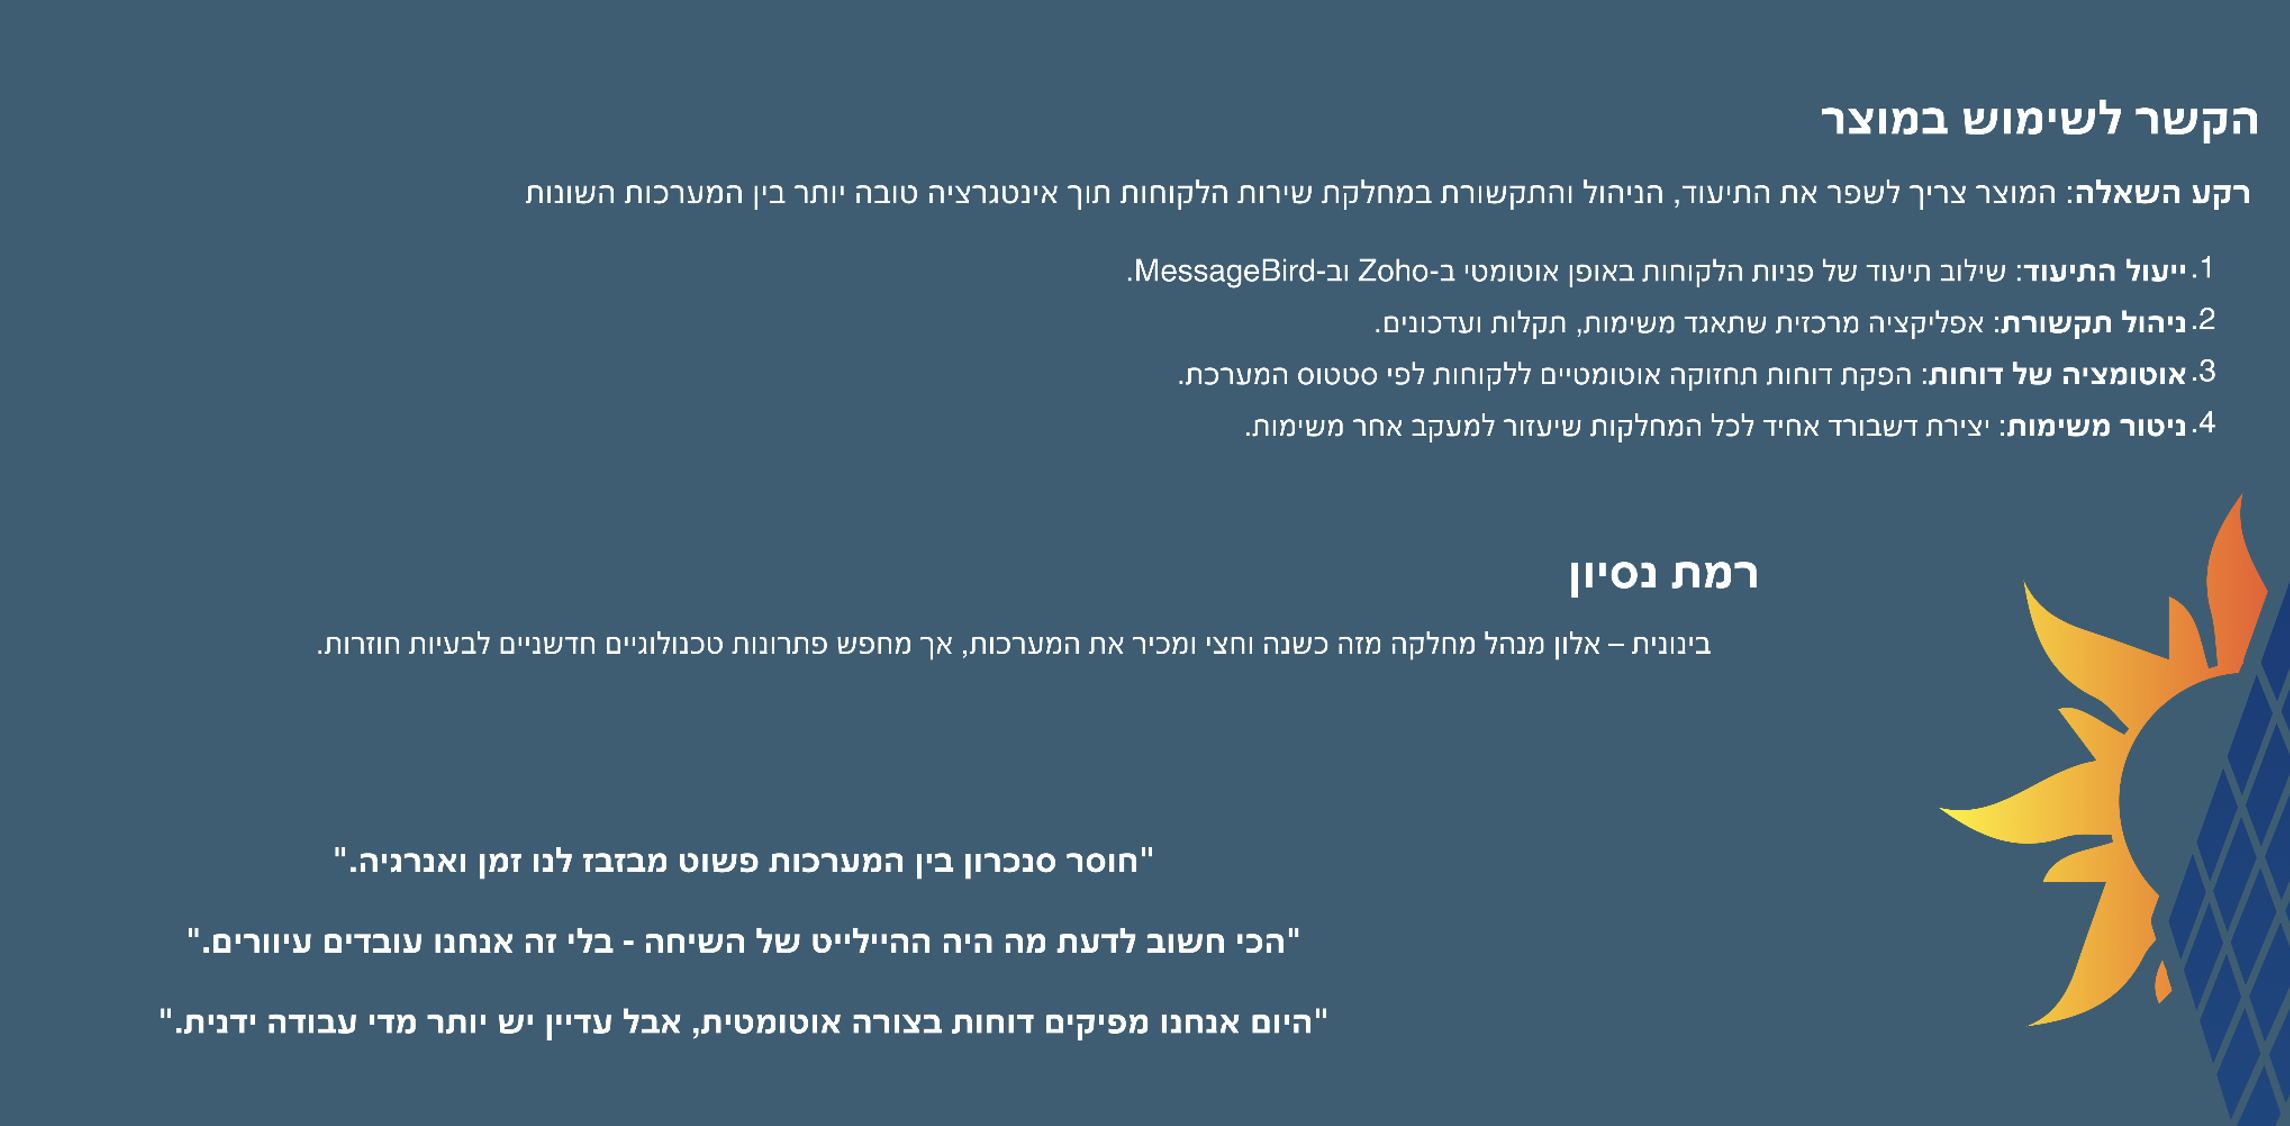 הקשר לשימוש במוצר
רקע השאלה: המוצר צריך לשפר את התיעוד, הניהול והתקשורת במחלקת שירות הלקוחות תוך אינטגרציה טובה יותר בין המערכות השונות
1. ייעול התיעוד: שילוב תיעוד של פניות הלקוחות באופן אוטומטי ב-Zoho וב-MessageBird.
2. ניהול תקשורת: אפליקציה מרכזית שתאגד משימות, תקלות ועדכונים.
3. אוטומציה של דוחות: הפקת דוחות תחזוקה אוטומטיים ללקוחות לפי סטטוס המערכת.
4. ניטור משימות: יצירת דשבורד אחיד לכל המחלקות שיעזור למעקב אחר משימות.
רמת נסיון
בינונית – אלון מנהל מחלקה מזה כשנה וחצי ומכיר את המערכות, אך מחפש פתרונות טכנולוגיים חדשניים לבעיות חוזרות.
"חוסר סנכרון בין המערכות פשוט מבזבז לנו זמן ואנרגיה."
"הכי חשוב לדעת מה היה ההיילייט של השיחה - בלי זה אנחנו עובדים עיוורים."
"היום אנחנו מפיקים דוחות בצורה אוטומטית, אבל עדיין יש יותר מדי עבודה ידנית."